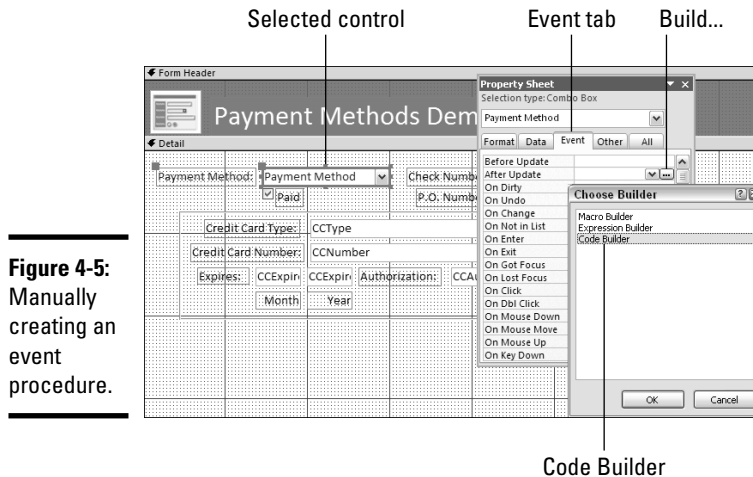 Selected control
Event tab
Build...
Form Header
Payment Methods Dem
Detail
Payment Method: Payment Method Check Numb
Paid P.O. Numb
Credit Card Type: CCType
Credit Card Number: CCNumber
Expires: CCExpir CCExpir Authorization: CCAu
Month Year
Property Sheet
Selection type: Combo Box
Payment Method
Format Data Event Other All
Before Update
After Update
On Dirty
On Undo
On Change
On Not in List
On Enter
On Exit
On Got Focus
On Lost Focus
On Click
On Dbl Click
On Mouse Down
On Mouse Move
On Mouse Up
On Key Down
Choose Builder
Macro Builder
Expression Builder
Code Builder
OK Cancel
Figure 4-5:
Manually
creating an
event
procedure.
Code Builder